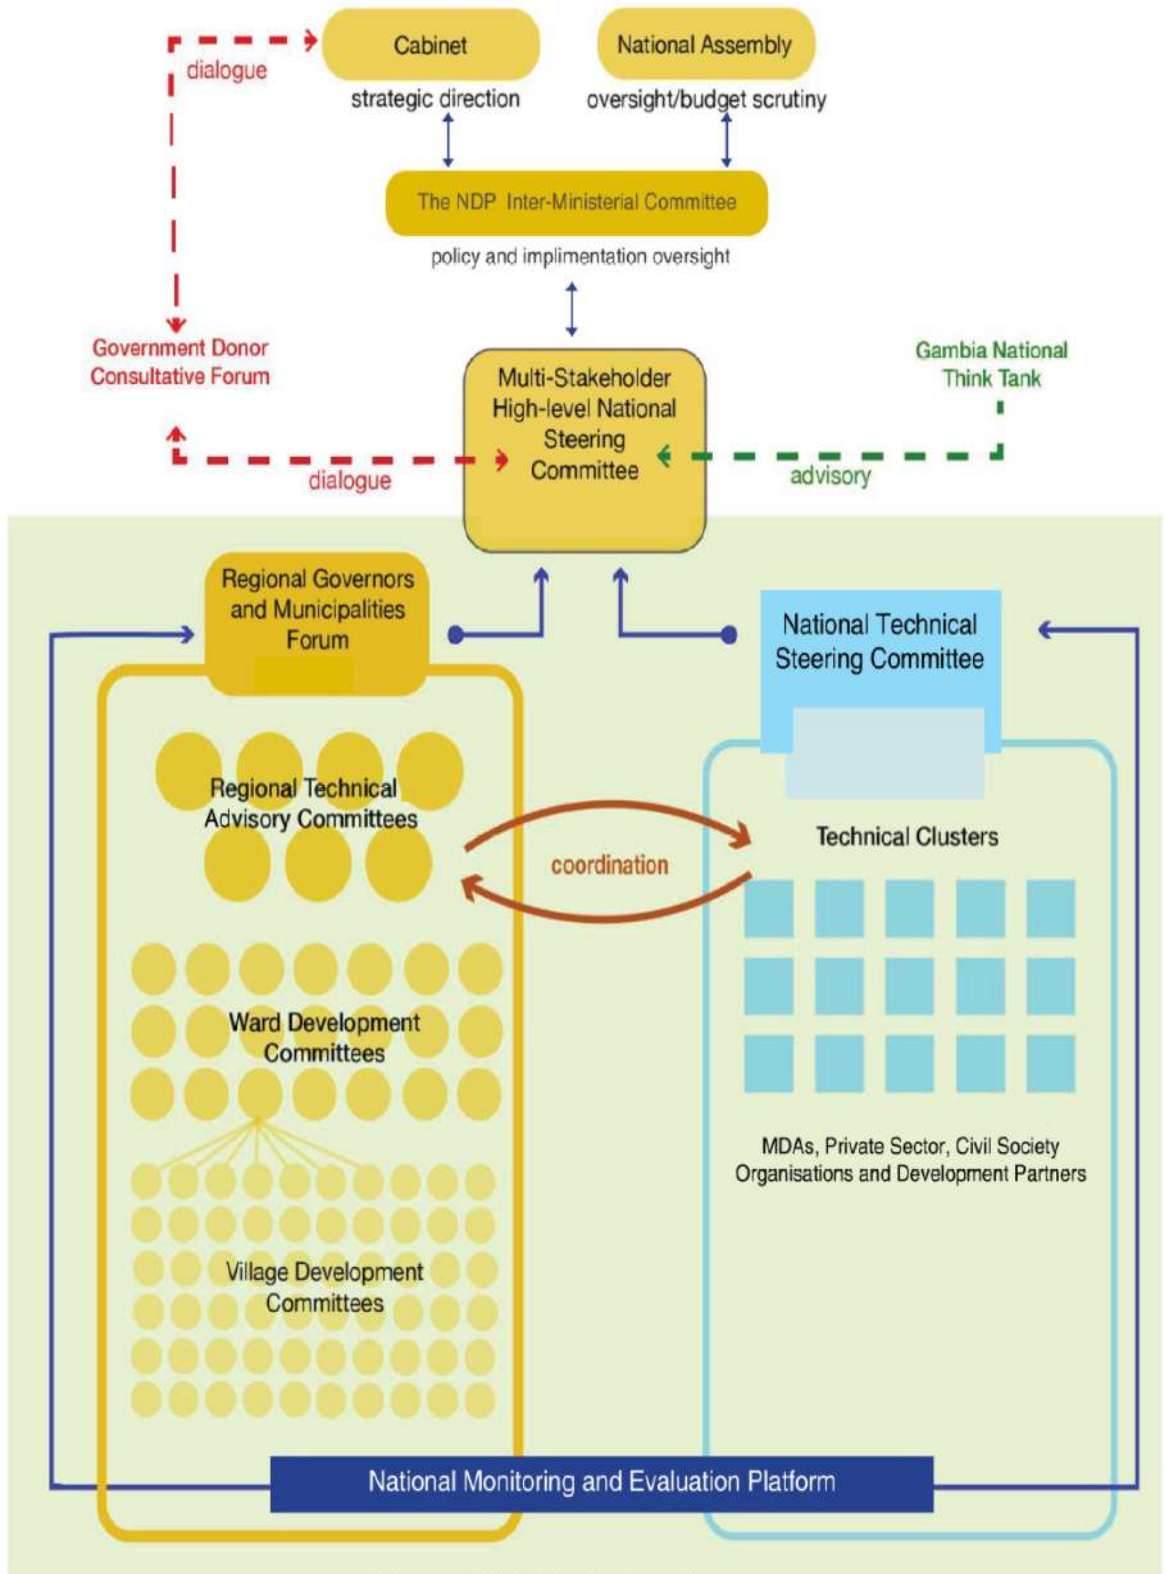 Cabinet
National Assembly
dialogue
strategic direction
oversight/budget scrutiny
The NDP Inter-Ministerial Committee
policy and implimentation oversight
Government Donor
Consultative Forum
Gambia National
Think Tank
Multi-Stakeholder
High-level National
Steering
Committee
dialogue
advisory
Regional Governors
and Municipalities
Forum
National Technical
Steering Committee
Regional Technical
Advisory Committees
coordination
Technical Clusters
Ward Development
Committees
MDAs, Private Sector, Civil Society
Organisations and Development Partners
Village Development
Committees
National Monitoring and Evaluation Platform